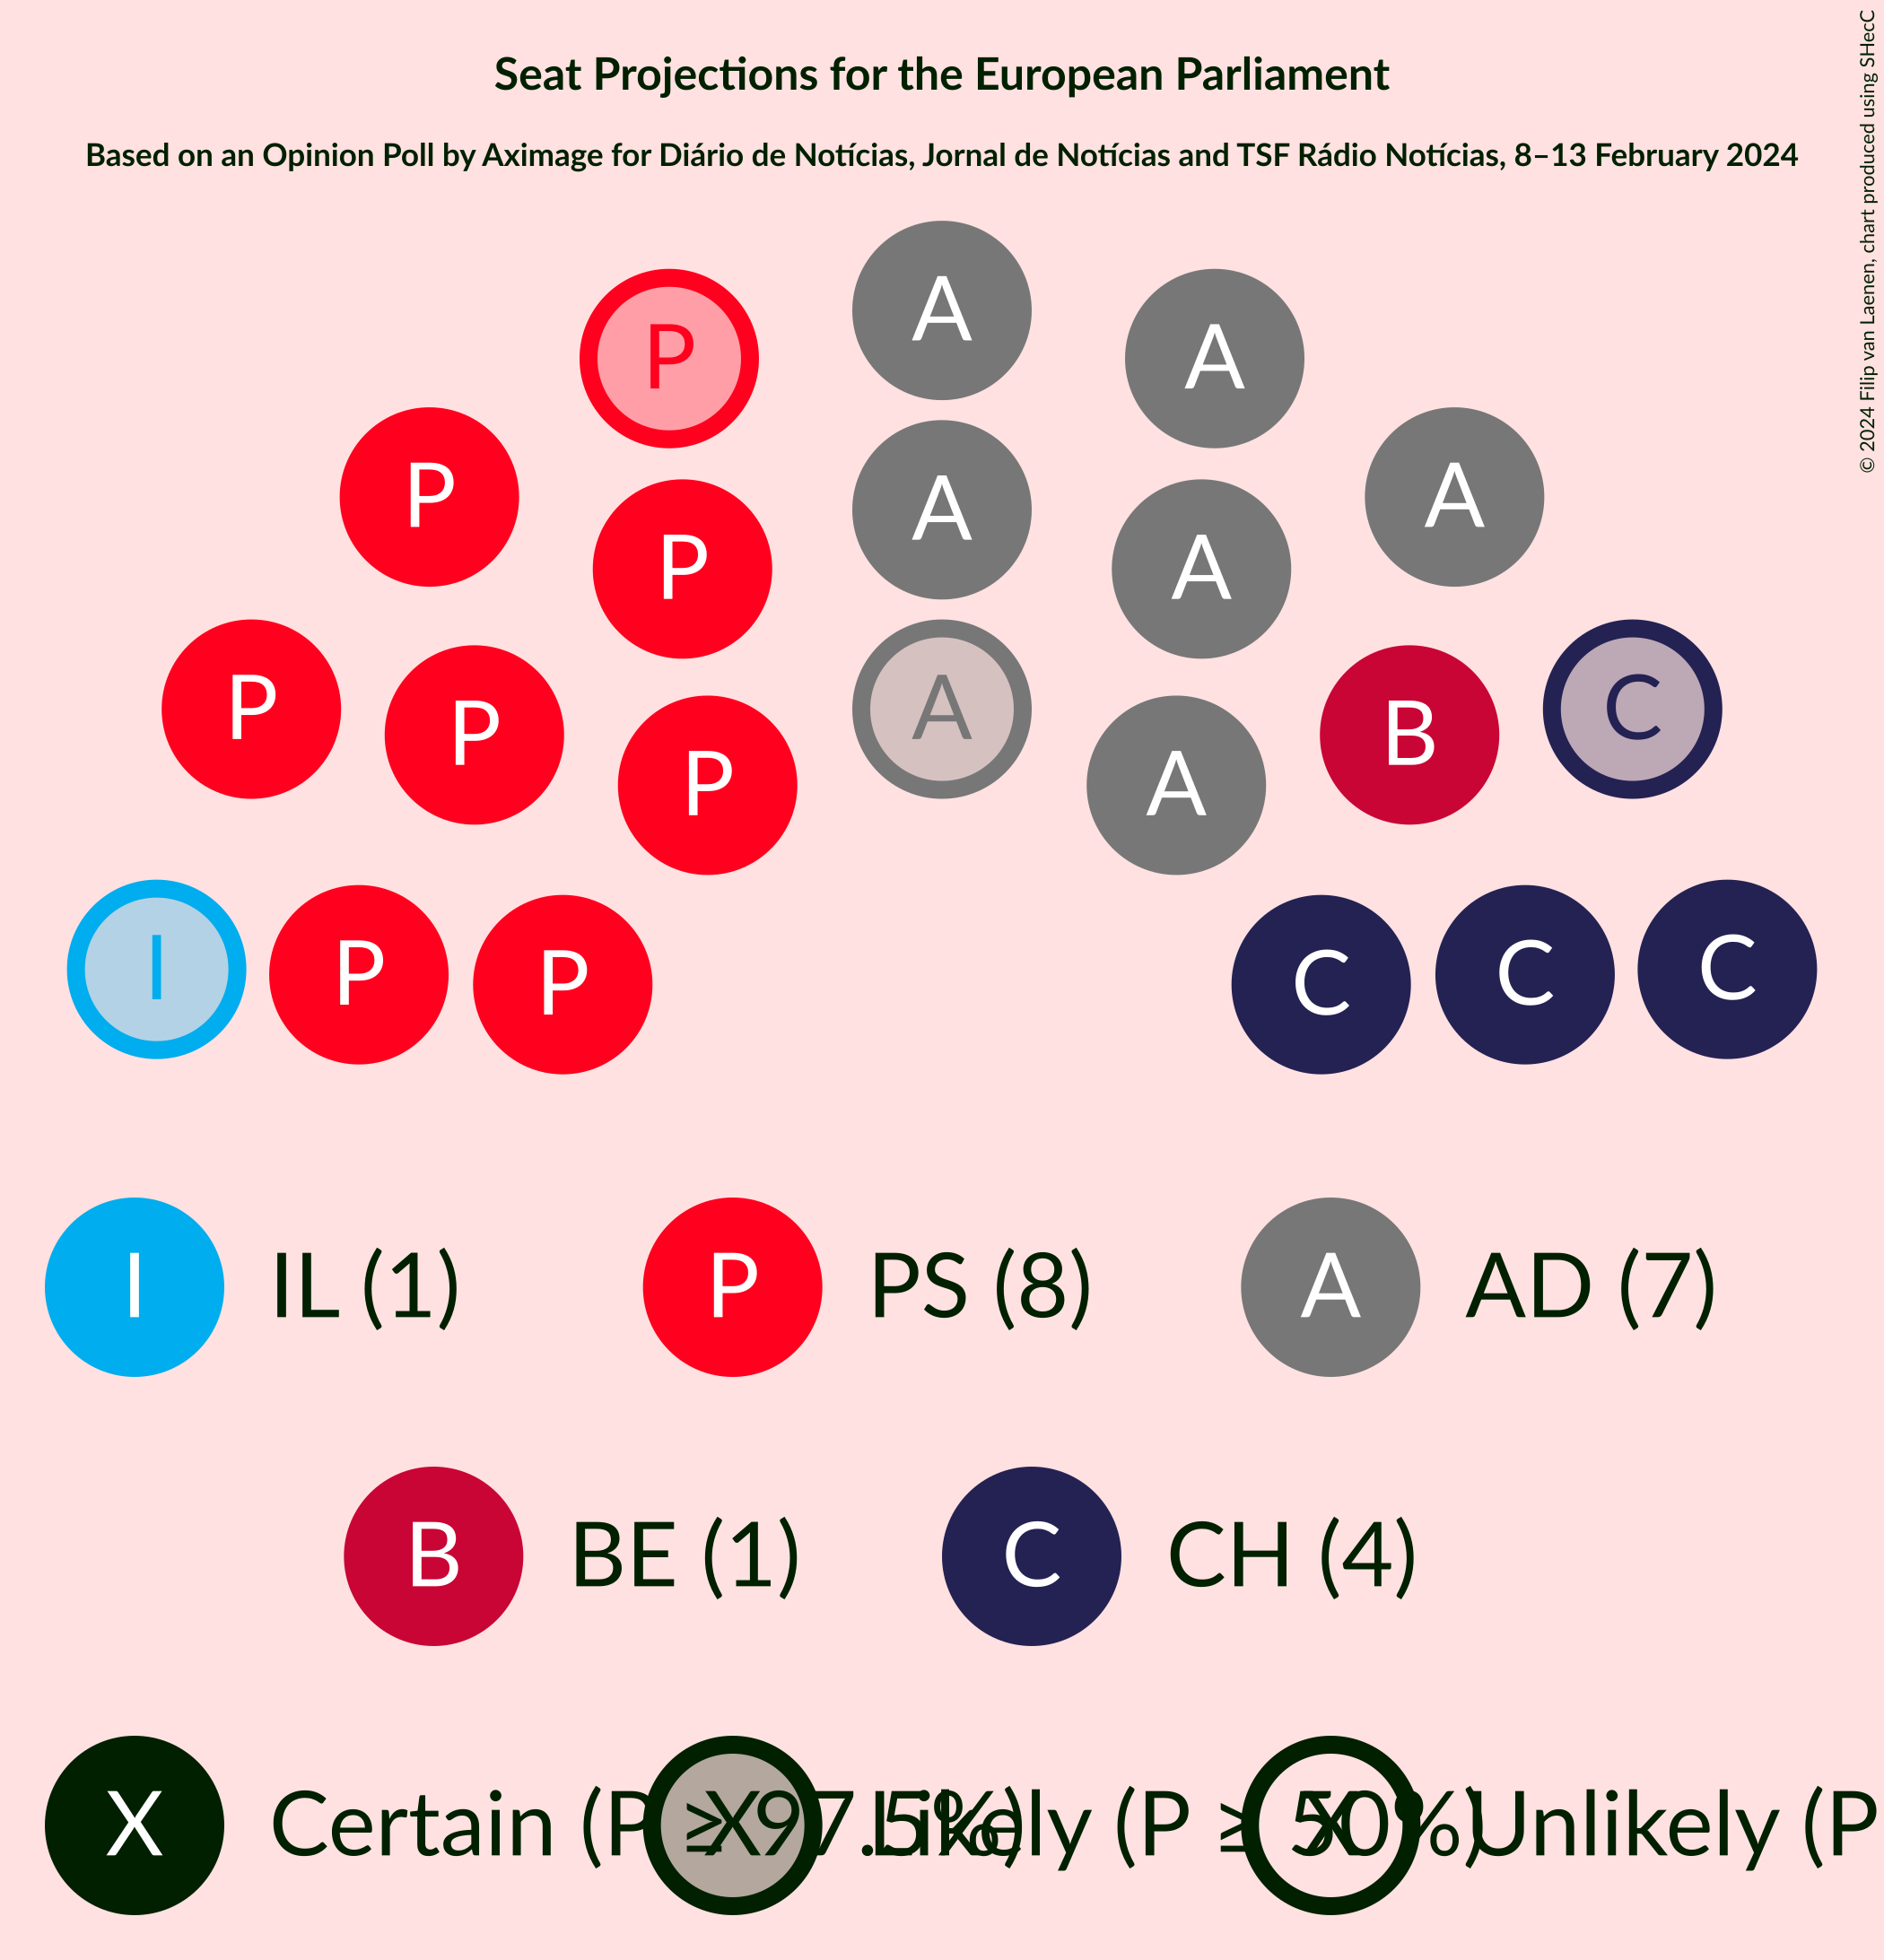 Seat Projections for the European Parliament
Based on an Opinion Poll by Aximage for Diário de Notícias, Jornal de Notícias and TSF Rádio Notícias, 8–13 February 2024
© 2024 Filip van Laenen, chart produced using SHecC
A
P A
A
P A
A
P A
P C
A
P B
P A
I P P C C C
I IL (1) P PS (8) A AD (7)
B BE (1) C CH (4)
X Certain (P ≥ 97.5%) X Likely (P ≥ 50%) X Unlikely (P